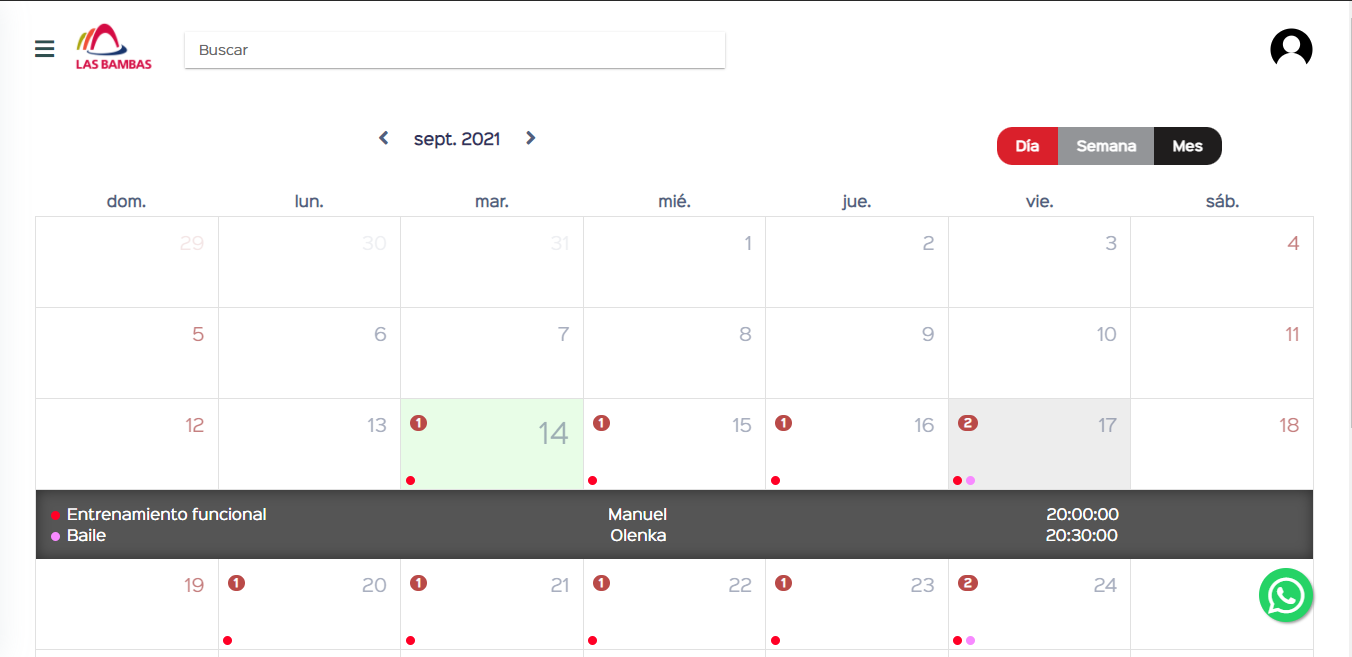 LAS BAMBAS
Buscar
sept. 2021
Día Semana Mes
dom. lun. mar. mié. jue. vie. sáb.
29 30 31 1 2 3 4
5 6 7 8 9 10 11
12 13 1 14 1 15 1 16 2 17 18
Entrenamiento funcional Manuel 20:00:00
Baile Olenka 20:30:00
19 1 20 1 21 1 22 1 23 2 24